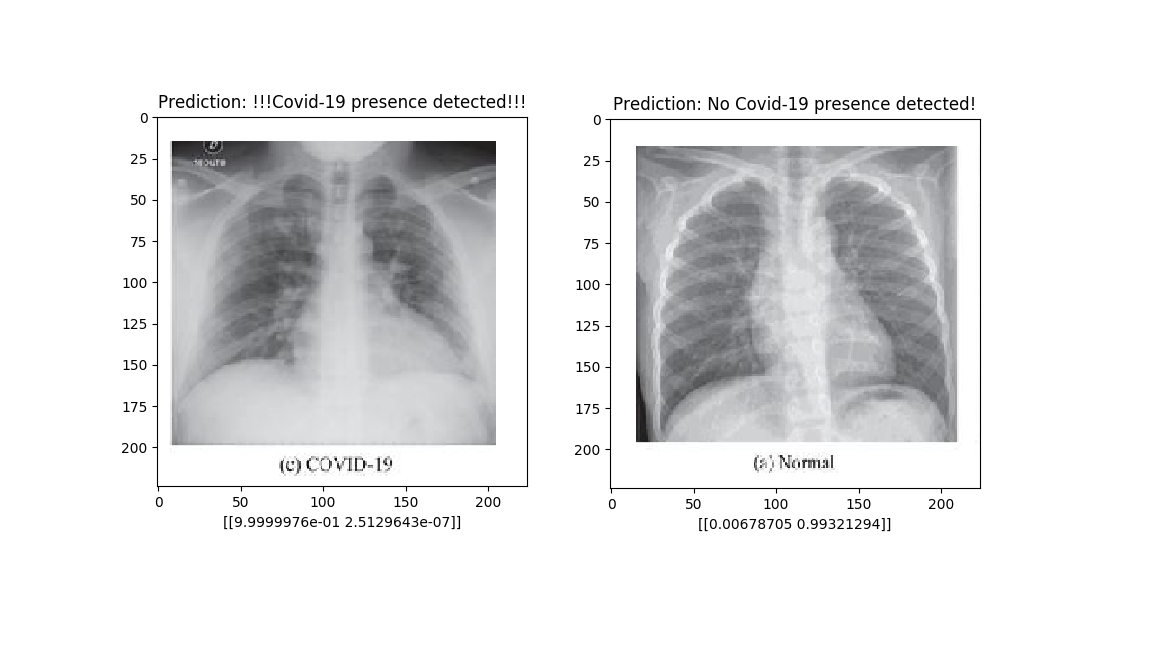 Prediction: !!!Covid-19 presence detected!!!
0
25
50
75
100
125
150
175
200
(c) COVID-19
0 50 100 150 200
[[9.9999976e-01 2.5129643e-07]]
Prediction: No Covid-19 presence detected!
0
25
50
75
100
125
150
175
200
(a) Normal
0 50 100 150 200
[[0.00678705 0.99321294]]